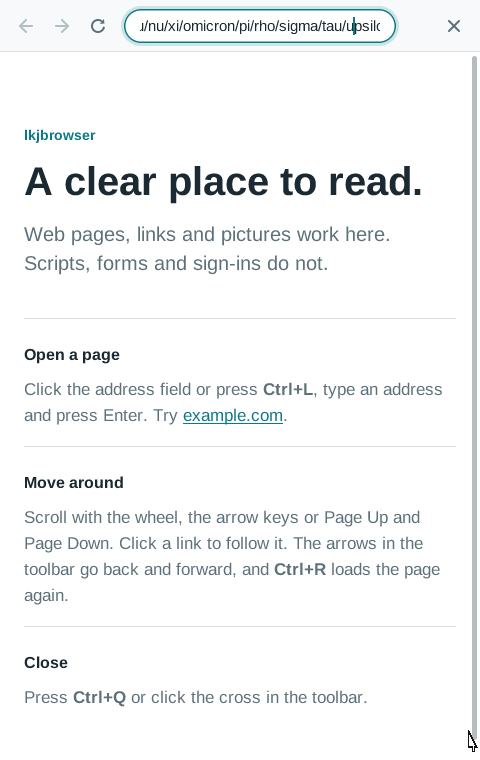 /nu/xi/omicron/pi/rho/sigma/tau/upsilo
lkjbrowser
A clear place to read.
Web pages, links and pictures work here.
Scripts, forms and sign-ins do not.
Open a page
Click the address field or press Ctrl+L, type an address
and press Enter. Try example.com.
Move around
Scroll with the wheel, the arrow keys or Page Up and
Page Down. Click a link to follow it. The arrows in the
toolbar go back and forward, and Ctrl+R loads the page
again.
Close
Press Ctrl+Q or click the cross in the toolbar.